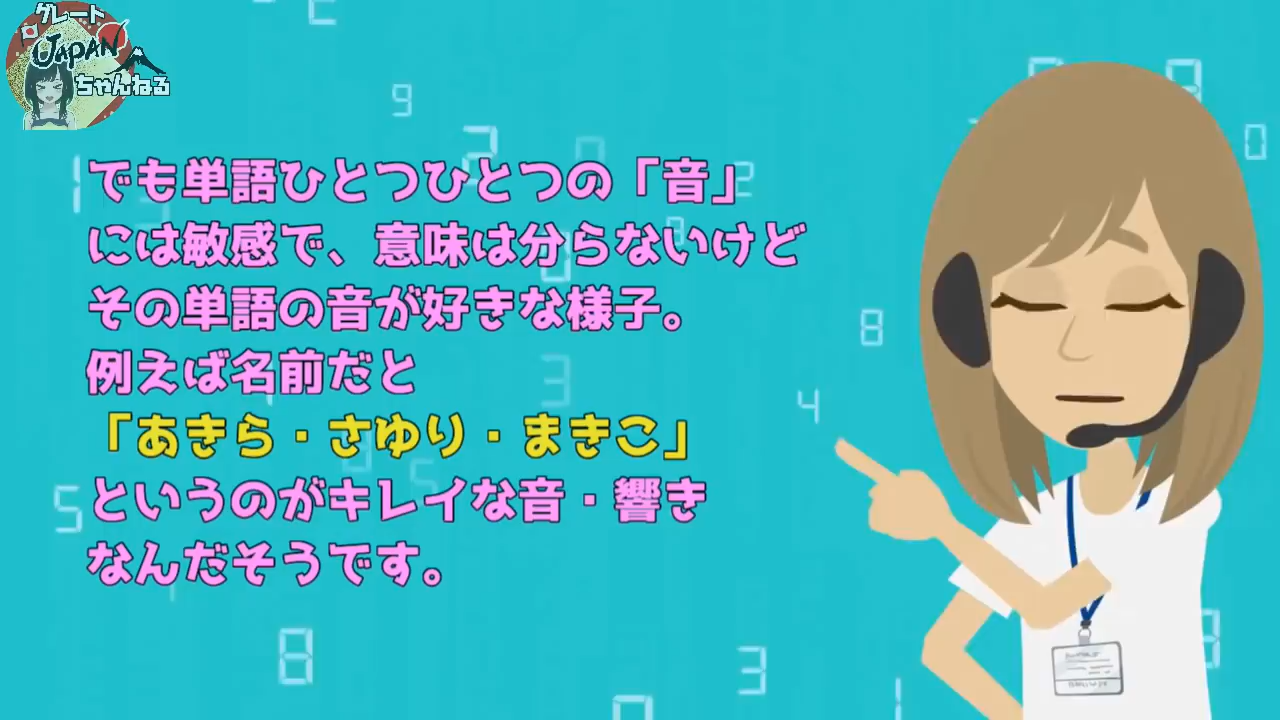 グレート
JAPAN
ちゃんねる
でも単語ひとつひとつの「音」
には敏感で、意味は分らないけど
その単語の音が好きな様子。
例えば名前だと
「あきら・さゆり・まきこ」
というのがキレイな音・響き
なんだそうです。